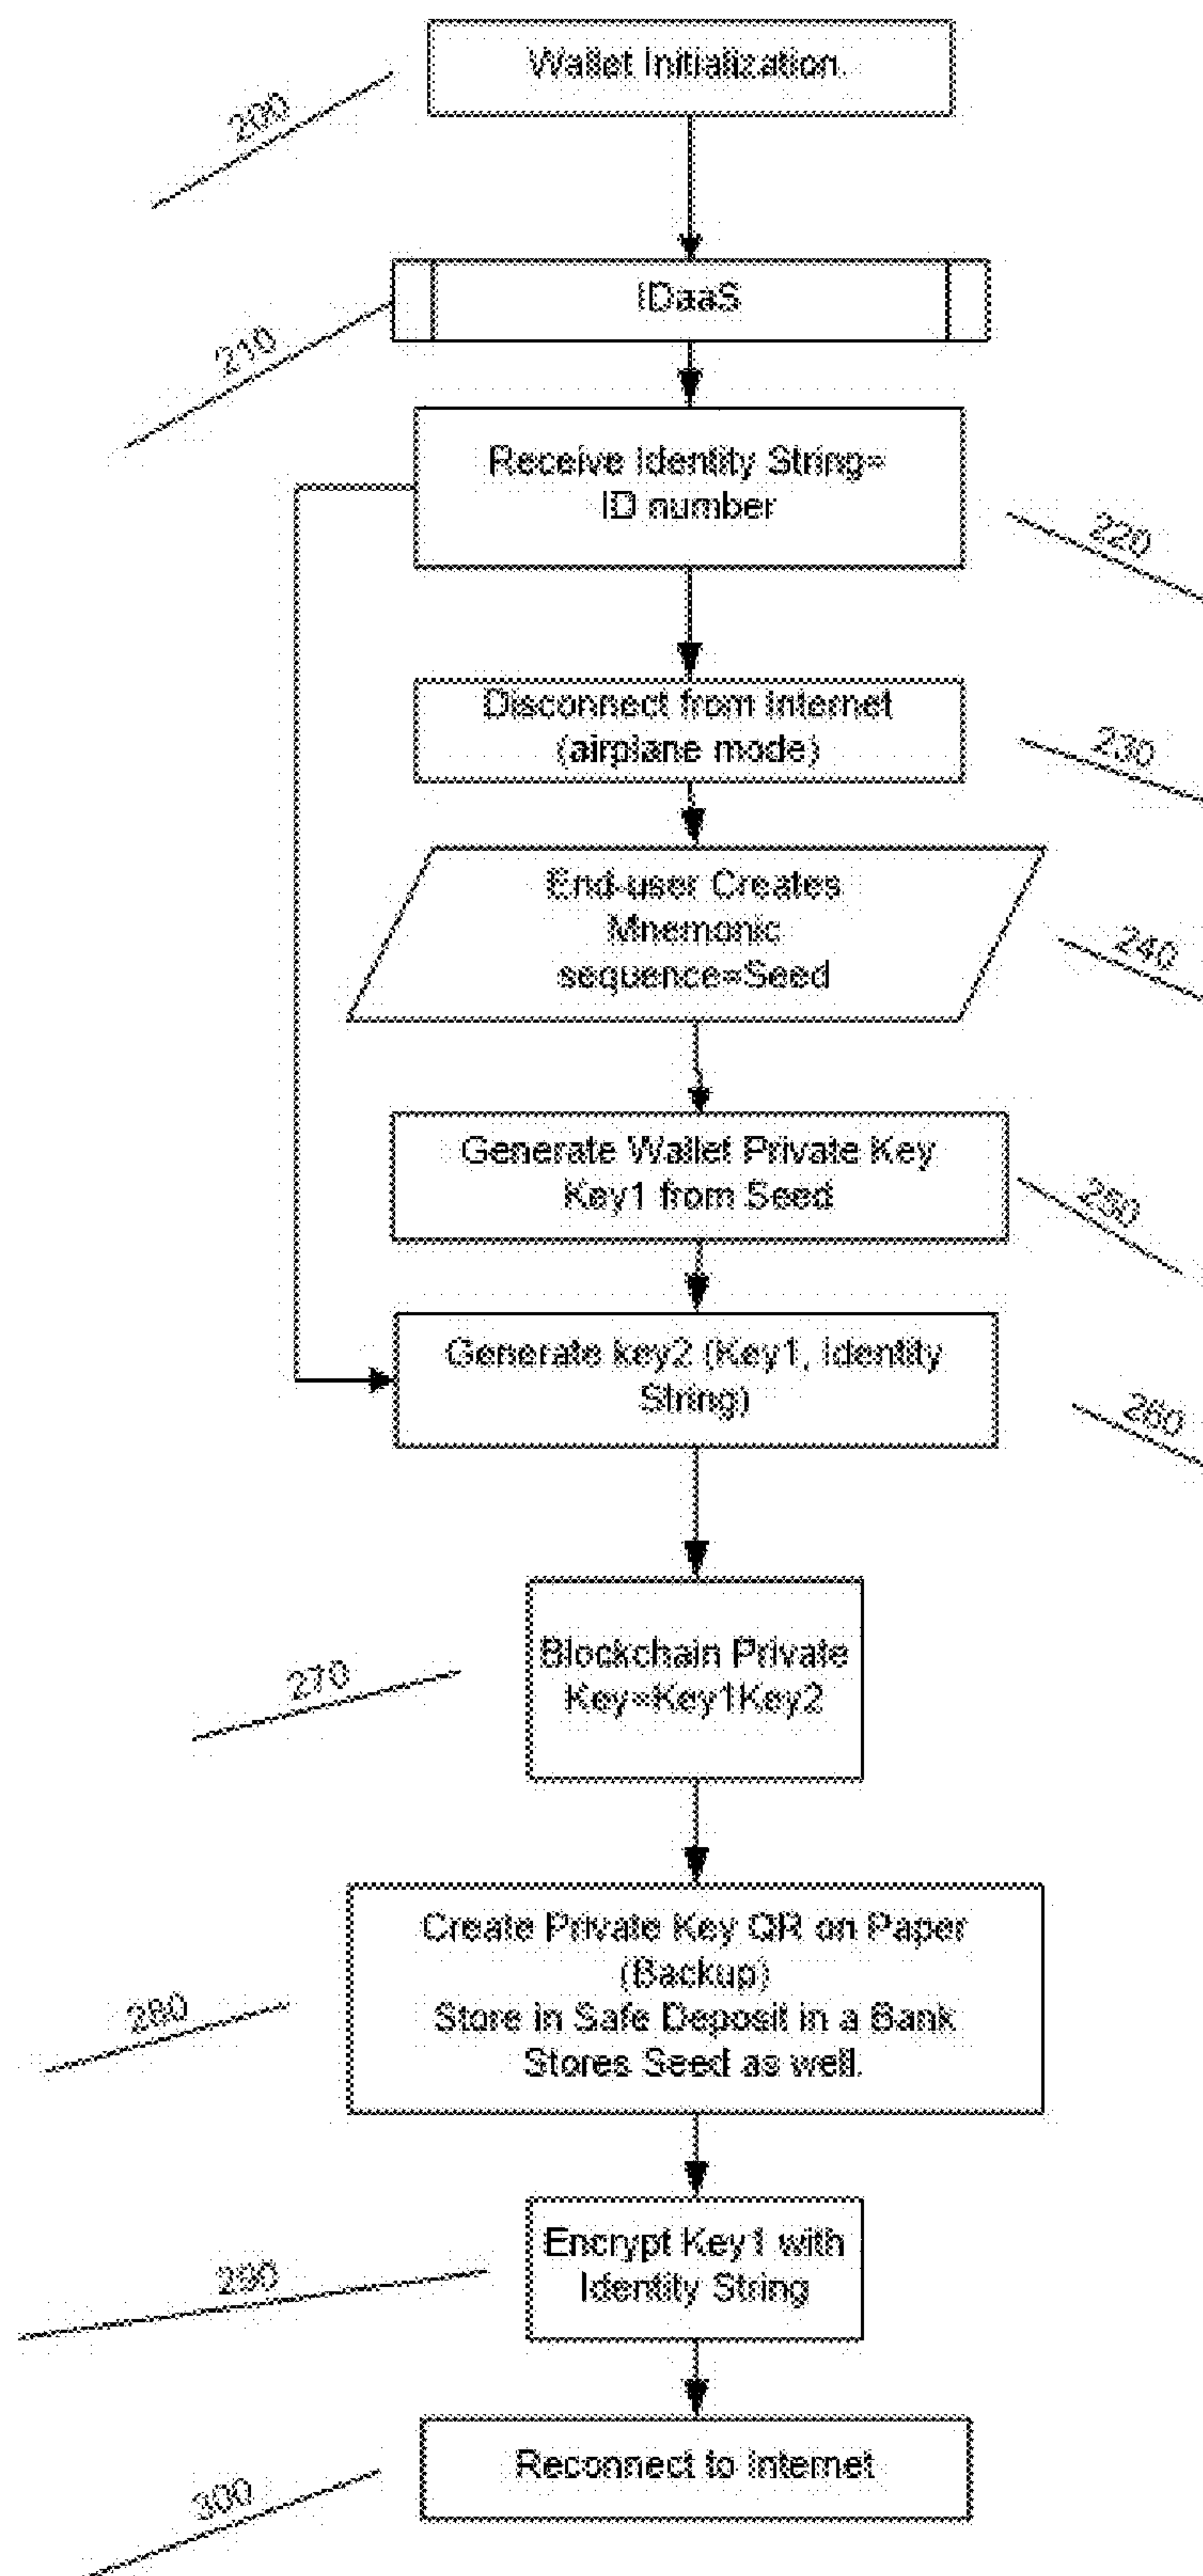 Wallet Initialization.
200
IDaaS
210
Receive Identity String=
ID number
220
Disconnect from Internet
(airplane mode)
230
End-user Creates
Mnemonic
sequence=Seed
240
Generate Wallet Private Key
Key1 from Seed
250
Generate key2 (Key1, Identity
String)
260
Blockchain Private
Key=Key1Key2
270
Create Private Key QR on Paper
(Backup)
Store in Safe Deposit in a Bank
Stores Seed as well.
280
Encrypt Key1 with
Identity String
290
Reconnect to Internet
300